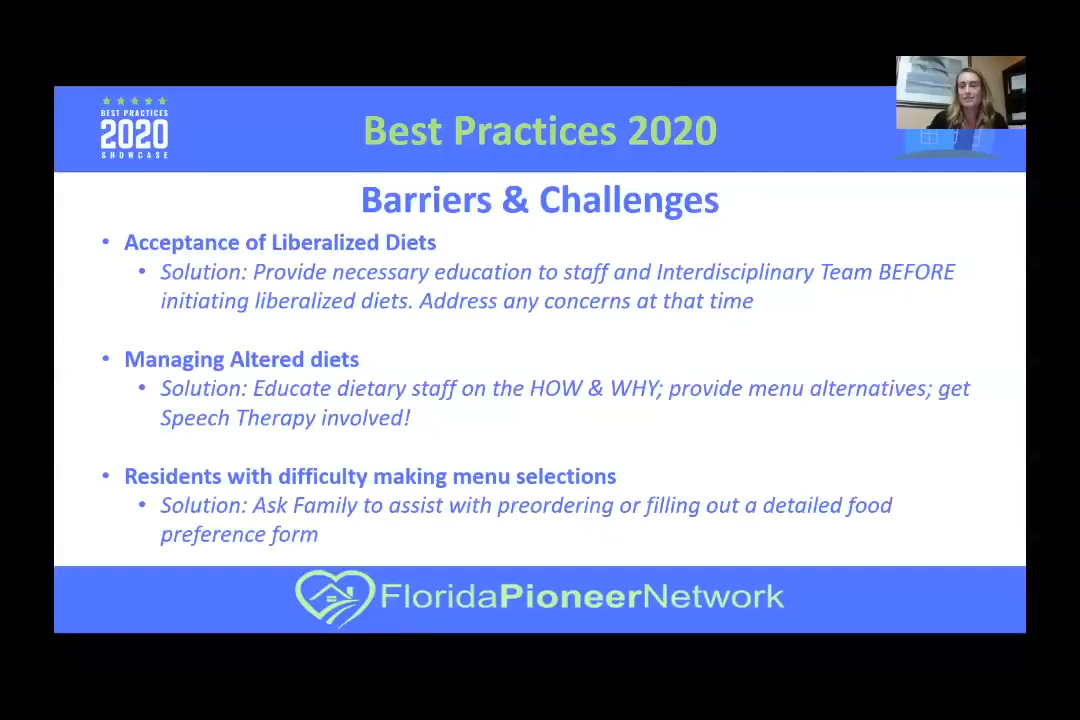 BEST PRACTICES
2020
SHOWCASE
Best Practices 2020
Barriers & Challenges
• Acceptance of Liberalized Diets
• Solution: Provide necessary education to staff and Interdisciplinary Team BEFORE
initiating liberalized diets. Address any concerns at that time
• Managing Altered diets
• Solution: Educate dietary staff on the HOW & WHY; provide menu alternatives; get
Speech Therapy involved!
• Residents with difficulty making menu selections
• Solution: Ask Family to assist with preordering or filling out a detailed food
preference form
FloridaPioneerNetwork